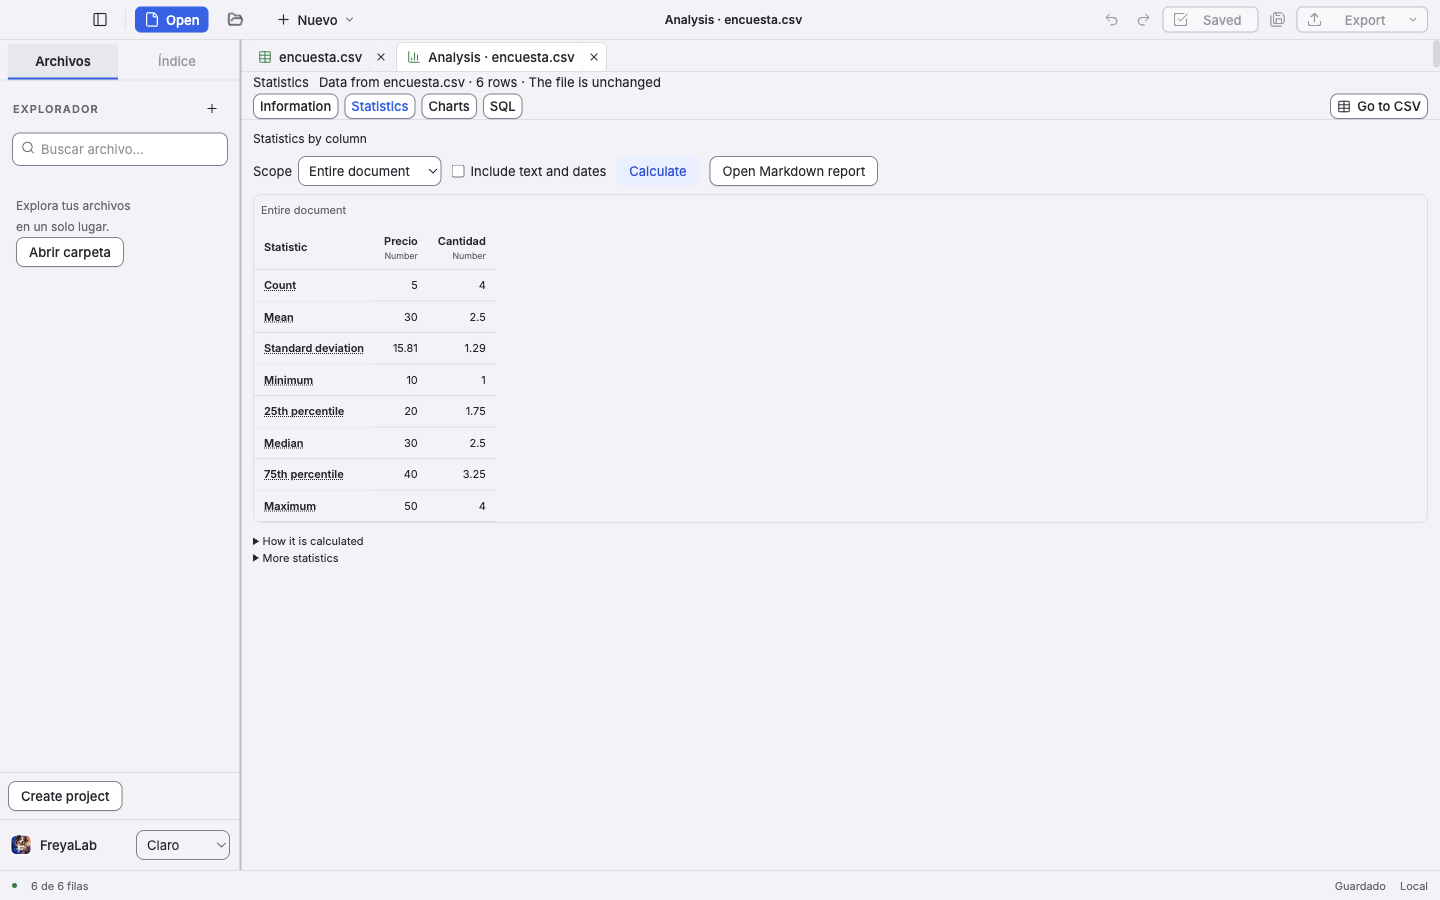 Open
Nuevo
Analysis · encuesta.csv
Saved
Export
Archivos
Índice
EXPLORADOR
Buscar archivo...
Explora tus archivos
en un solo lugar.
Abrir carpeta
Create project
FreyaLab
Claro
encuesta.csv
Analysis · encuesta.csv
Statistics Data from encuesta.csv · 6 rows · The file is unchanged
Information Statistics Charts SQL
Go to CSV
Statistics by column
Scope Entire document Include text and dates Calculate Open Markdown report
Entire document
Statistic Precio Cantidad
Number Number
Count 5 4
Mean 30 2.5
Standard deviation 15.81 1.29
Minimum 10 1
25th percentile 20 1.75
Median 30 2.5
75th percentile 40 3.25
Maximum 50 4
How it is calculated
More statistics
6 de 6 filas
Guardado Local